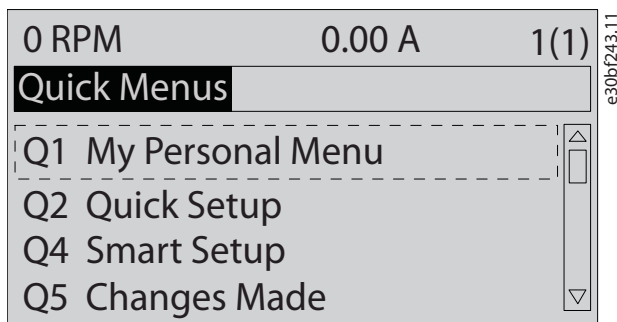 0 RPM 0.00 A 1(1)
Quick Menus
Q1 My Personal Menu
Q2 Quick Setup
Q4 Smart Setup
Q5 Changes Made
e30bf243.11